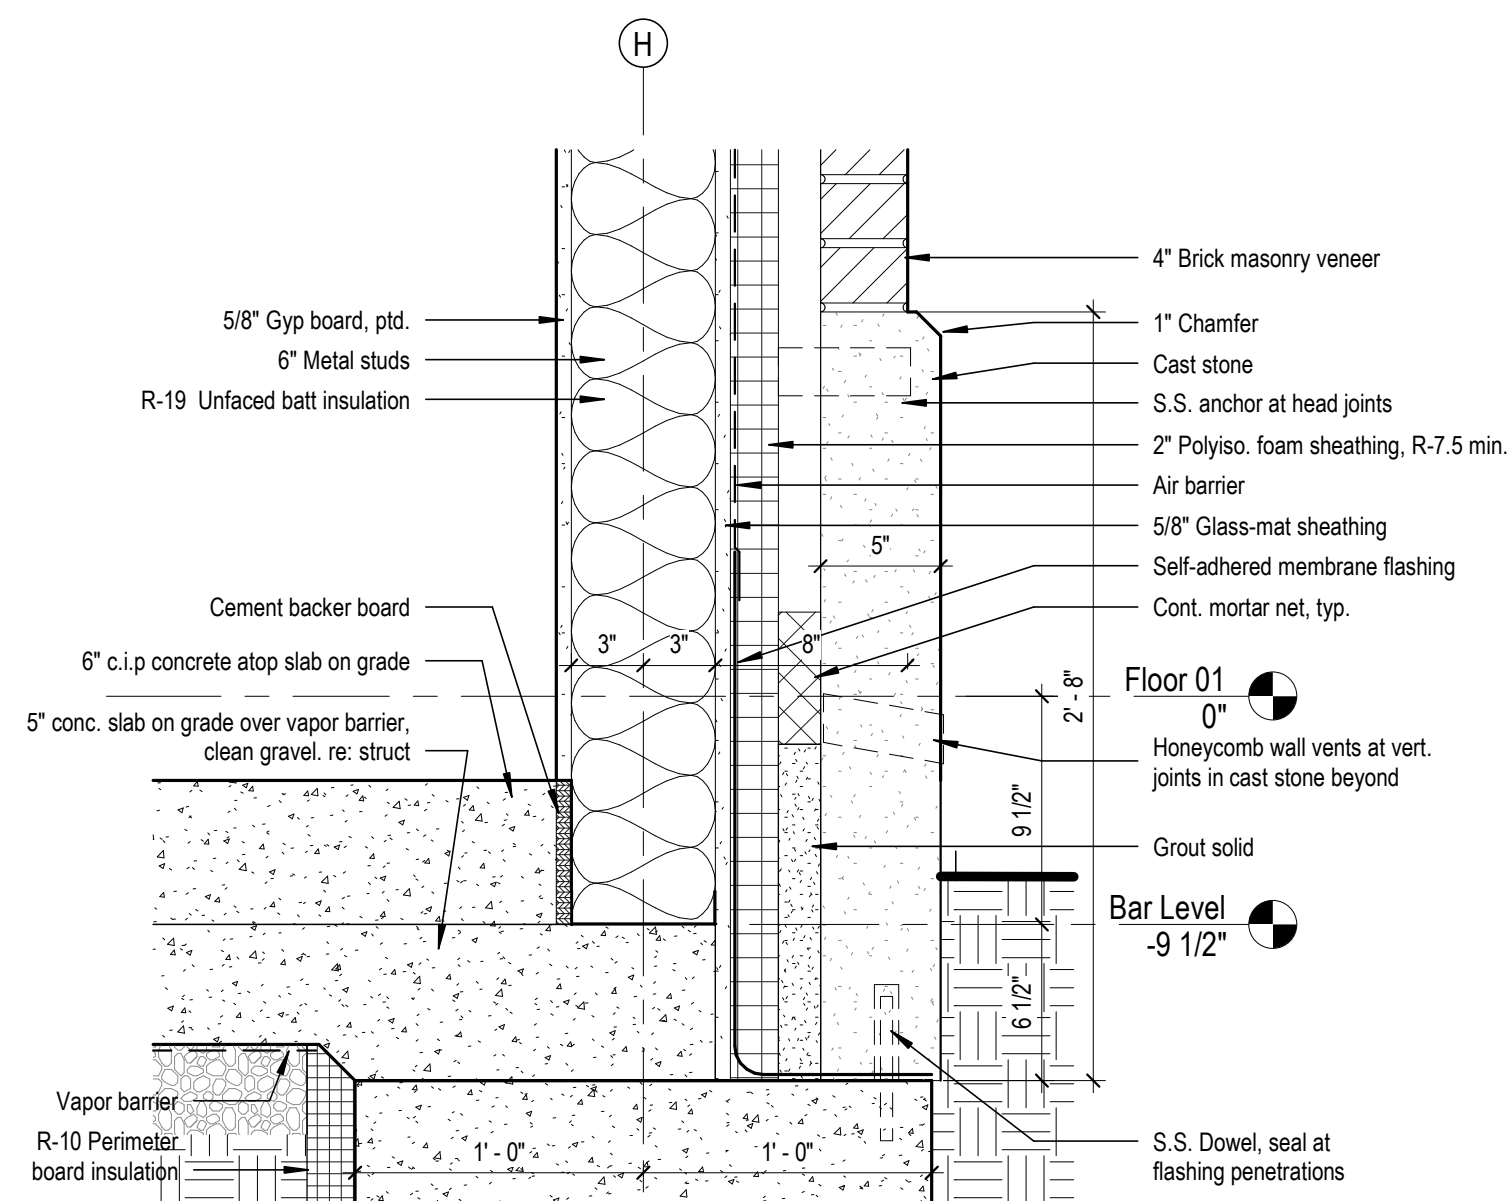 H
5/8" Gyp board, ptd.
6" Metal studs
R-19 Unfaced batt insulation
Cement backer board
6" c.i.p concrete atop slab on grade
5" conc. slab on grade over vapor barrier,
clean gravel. re: struct
Vapor barrier
R-10 Perimeter
board insulation
3"
3"
8"
5"
1' - 0"
1' - 0"
4" Brick masonry veneer
1" Chamfer
Cast stone
S.S. anchor at head joints
2" Polyiso. foam sheathing, R-7.5 min.
Air barrier
5/8" Glass-mat sheathing
Self-adhered membrane flashing
Cont. mortar net, typ.
2' - 8"
Floor 01
0"
Honeycomb wall vents at vert.
joints in cast stone beyond
9 1/2"
Grout solid
Bar Level
-9 1/2"
6 1/2"
S.S. Dowel, seal at
flashing penetrations